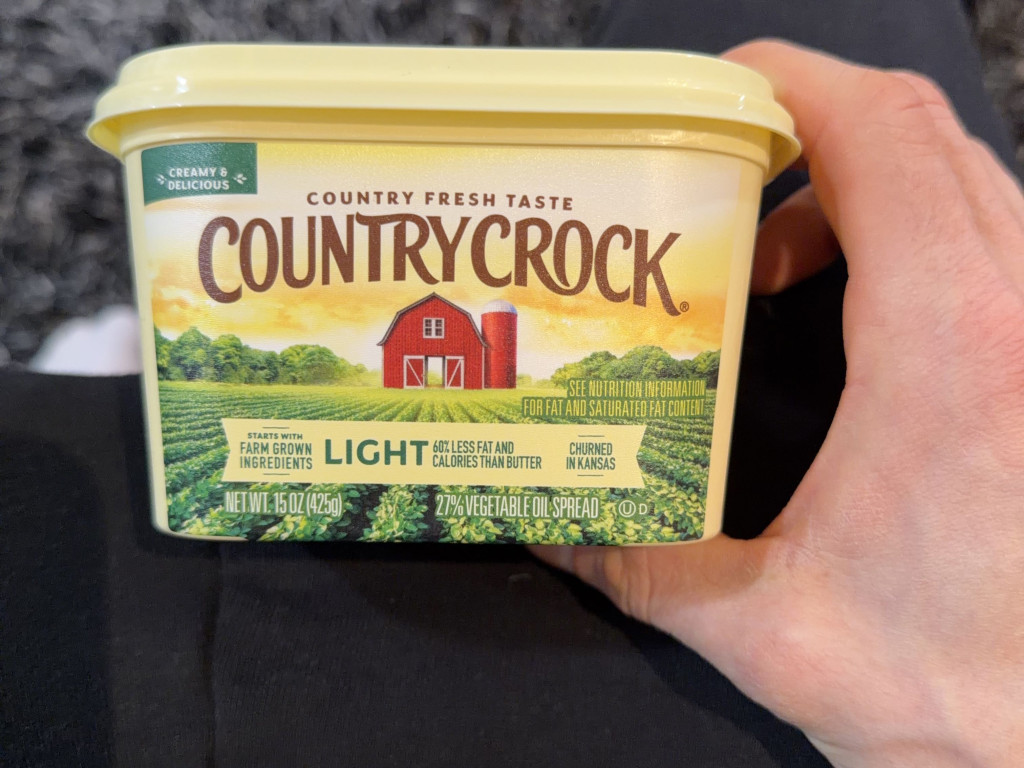 CREAMY &
DELICIOUS
COUNTRY FRESH TASTE
COUNTRY CROCK®
SEE NUTRITION INFORMATION
FOR FAT AND SATURATED FAT CONTENT
STARTS WITH
FARM GROWN
INGREDIENTS
LIGHT
60% LESS FAT AND
CALORIES THAN BUTTER
CHURNED
IN KANSAS
NET WT. 15 OZ (425g)
27% VEGETABLE OIL SPREAD
U D